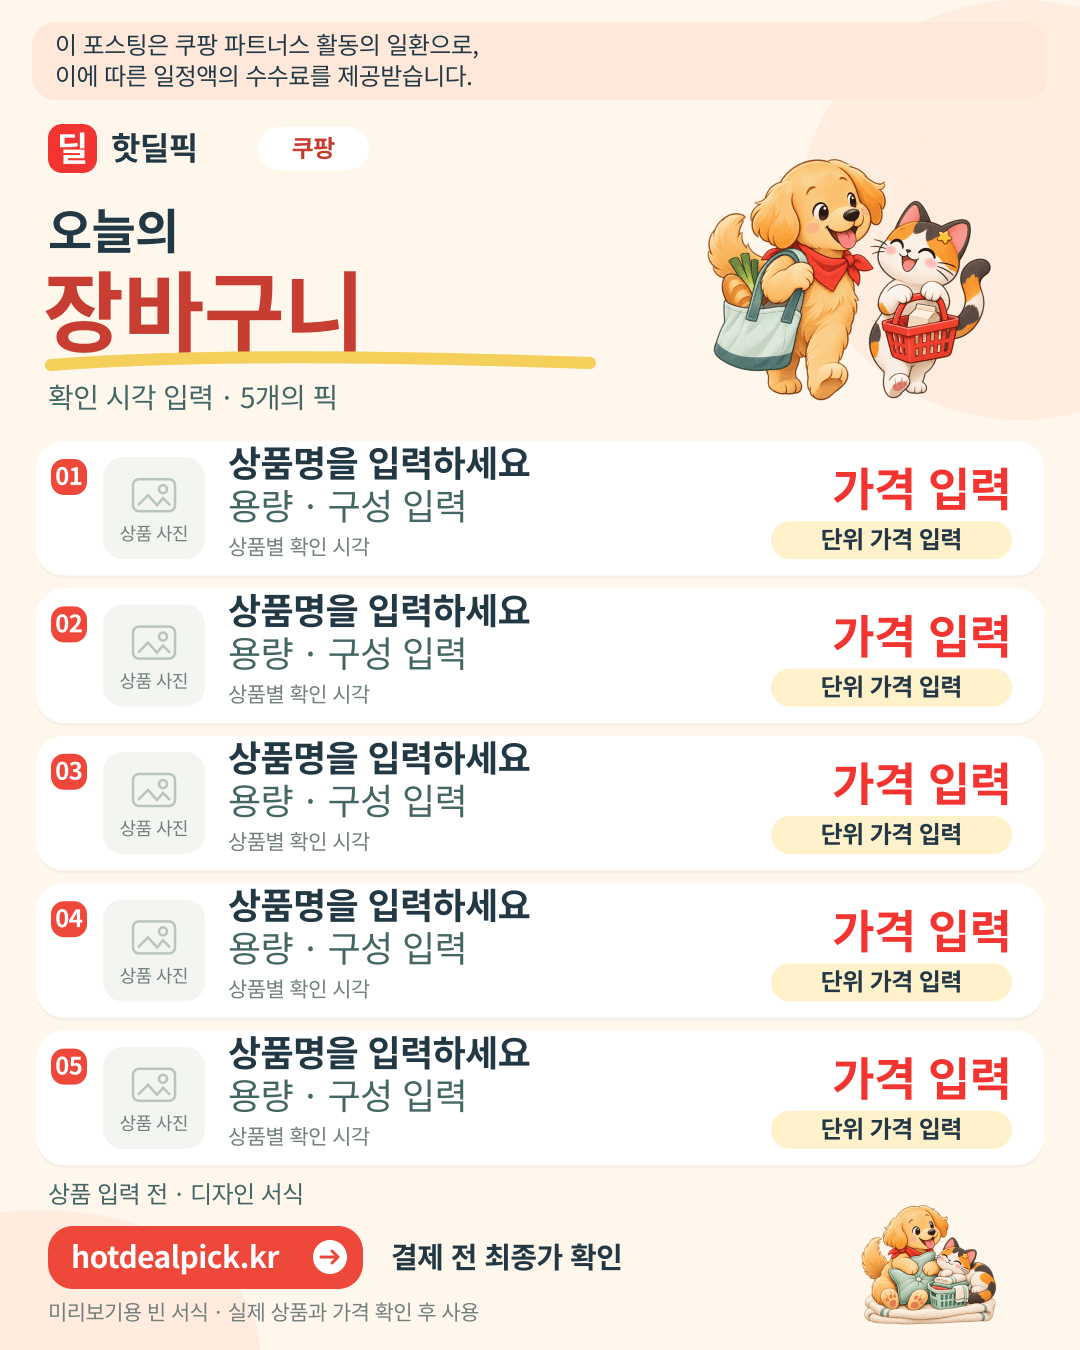 이 포스팅은 쿠팡 파트너스 활동의 일환으로,
이에 따른 일정액의 수수료를 제공받습니다.
딜 핫딜픽 쿠팡
오늘의
장바구니
확인 시각 입력 · 5개의 픽
01
상품 사진
상품명을 입력하세요
용량 · 구성 입력
상품별 확인 시각
가격 입력
단위 가격 입력
02
상품 사진
상품명을 입력하세요
용량 · 구성 입력
상품별 확인 시각
가격 입력
단위 가격 입력
03
상품 사진
상품명을 입력하세요
용량 · 구성 입력
상품별 확인 시각
가격 입력
단위 가격 입력
04
상품 사진
상품명을 입력하세요
용량 · 구성 입력
상품별 확인 시각
가격 입력
단위 가격 입력
05
상품 사진
상품명을 입력하세요
용량 · 구성 입력
상품별 확인 시각
가격 입력
단위 가격 입력
상품 입력 전 · 디자인 서식
hotdealpick.kr 결제 전 최종가 확인
미리보기용 빈 서식 · 실제 상품과 가격 확인 후 사용